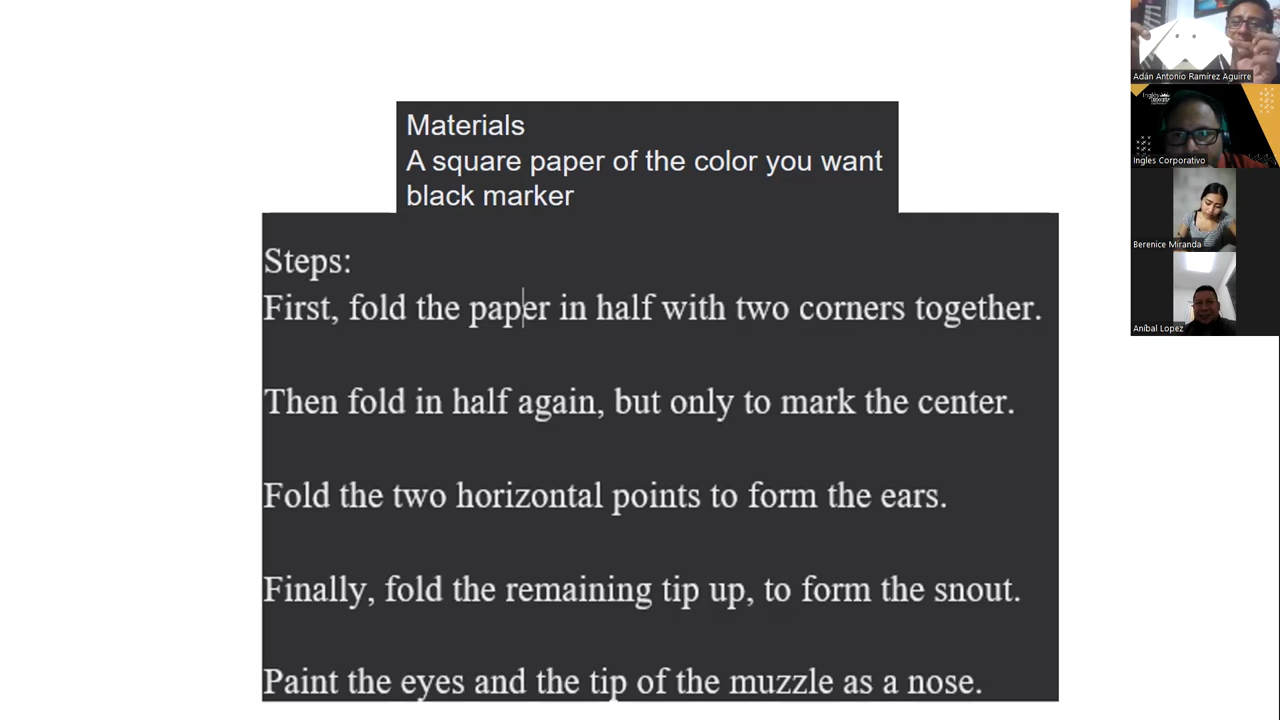 Materials
A square paper of the color you want
black marker
Steps:
First, fold the paper in half with two corners together.
Then fold in half again, but only to mark the center.
Fold the two horizontal points to form the ears.
Finally, fold the remaining tip up, to form the snout.
Paint the eyes and the tip of the muzzle as a nose.
Adán Antonio Ramírez Aguirre
Ingles Corporativo
Berenice Miranda
Aníbal Lopez